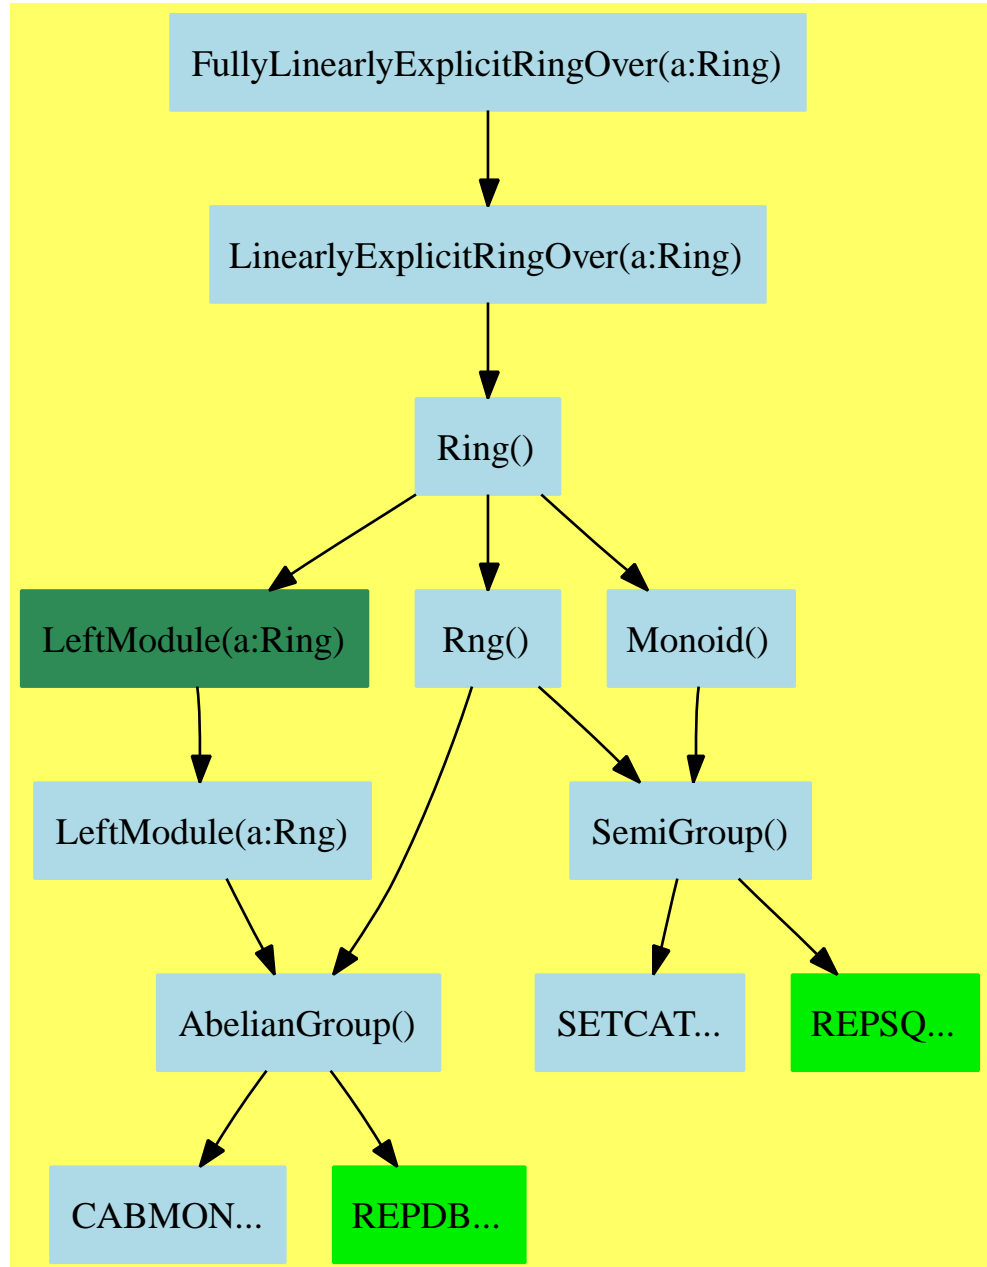 FullyLinearlyExplicitRingOver(a:Ring)
LinearlyExplicitRingOver(a:Ring)
Ring()
LeftModule(a:Ring)
Rng()
Monoid()
LeftModule(a:Rng)
SemiGroup()
AbelianGroup()
SETCAT...
REPSQ...
CABMON...
REPDB...